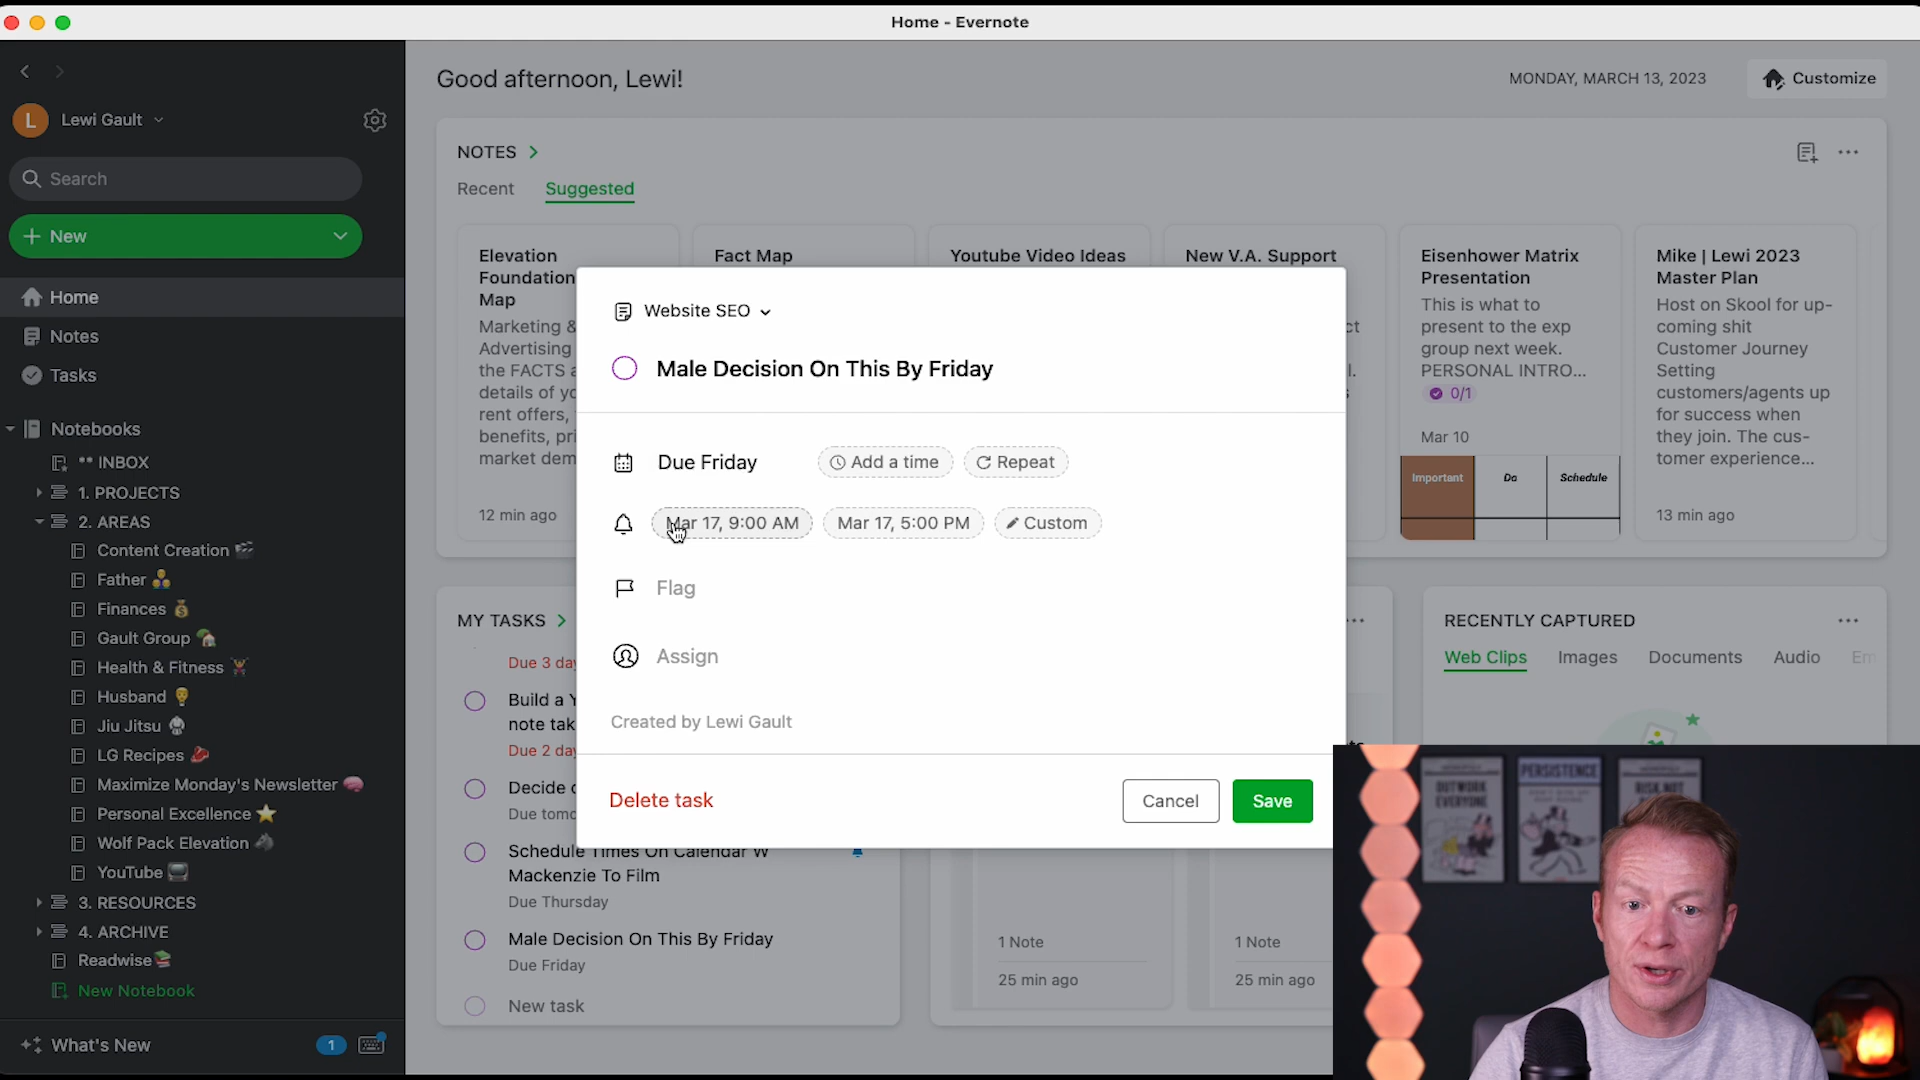 Home - Evernote
Good afternoon, Lewi!
MONDAY, MARCH 13, 2023
Customize
L
Lewi Gault
Search
New
Home
Notes
Tasks
Notebooks
** INBOX
1. PROJECTS
2. AREAS
Content Creation
Father
Finances
Gault Group
Health & Fitness
Husband
Jiu Jitsu
LG Recipes
Maximize Monday's Newsletter
Personal Excellence
Wolf Pack Elevation
YouTube
3. RESOURCES
4. ARCHIVE
Readwise
New Notebook
What's New
1
NOTES
Recent
Suggested
Elevation
Foundation
Map
Marketing &
Advertising
the FACTS a
details of yo
rent offers,
benefits, pri
market dem
12 min ago
Fact Map
Youtube Video Ideas
New V.A. Support
ct
l.
Eisenhower Matrix
Presentation
This is what to
present to the exp
group next week.
PERSONAL INTRO...
0/1
Mar 10
Important
Do
Schedule
Mike | Lewi 2023
Master Plan
Host on Skool for up-
coming shit
Customer Journey
Setting
customers/agents up
for success when
they join. The cus-
tomer experience...
13 min ago
Website SEO
Male Decision On This By Friday
Due Friday
Add a time
Repeat
Mar 17, 9:00 AM
Mar 17, 5:00 PM
Custom
Flag
Assign
Created by Lewi Gault
Delete task
Cancel
Save
MY TASKS
Due 3 day
Build a Y
note tak
Due 2 day
Decide o
Due tomo
Schedule Times On Calendar W
Mackenzie To Film
Due Thursday
Male Decision On This By Friday
Due Friday
New task
1 Note
25 min ago
1 Note
25 min ago
RECENTLY CAPTURED
Web Clips
Images
Documents
Audio
Em
OUTWORK
EVERYONE
PERSISTENCE
RISK NOT